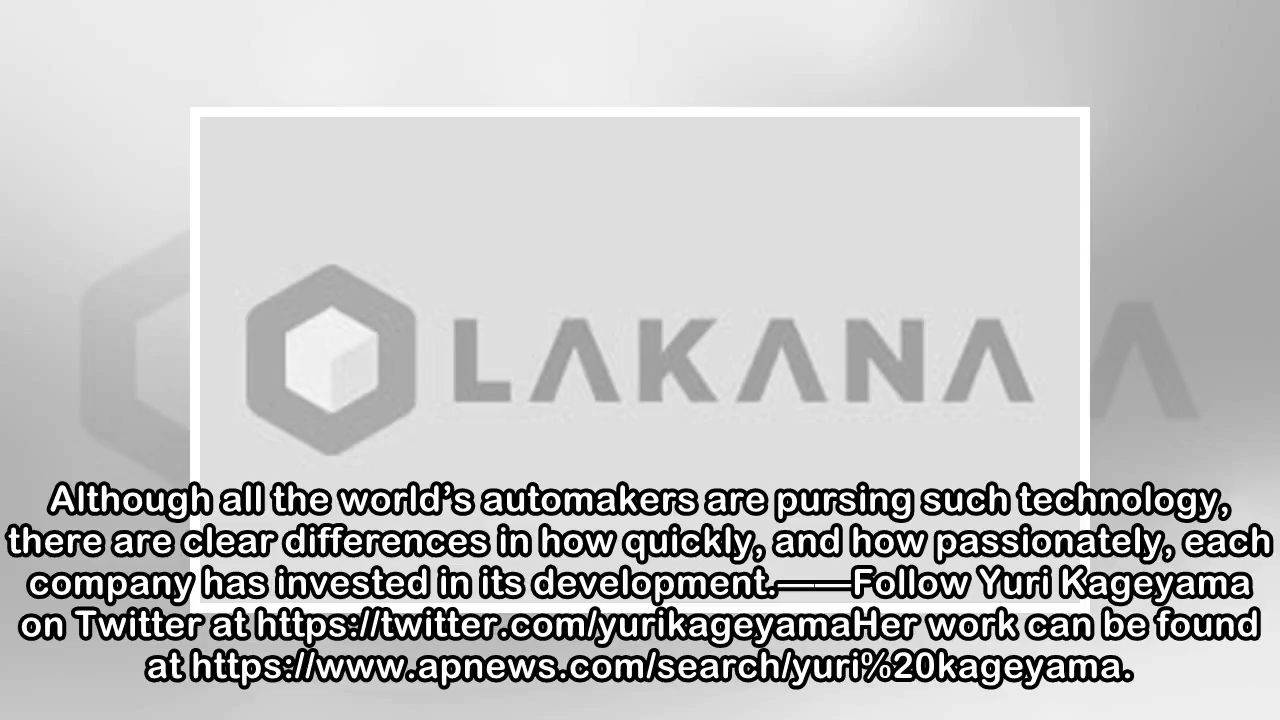 LAKANA
Although all the world’s automakers are pursing such technology,
there are clear differences in how quickly, and how passionately, each
company has invested in its development.——Follow Yuri Kageyama
on Twitter at https://twitter.com/yurikageyamaHer work can be found
at https://www.apnews.com/search/yuri%20kageyama.